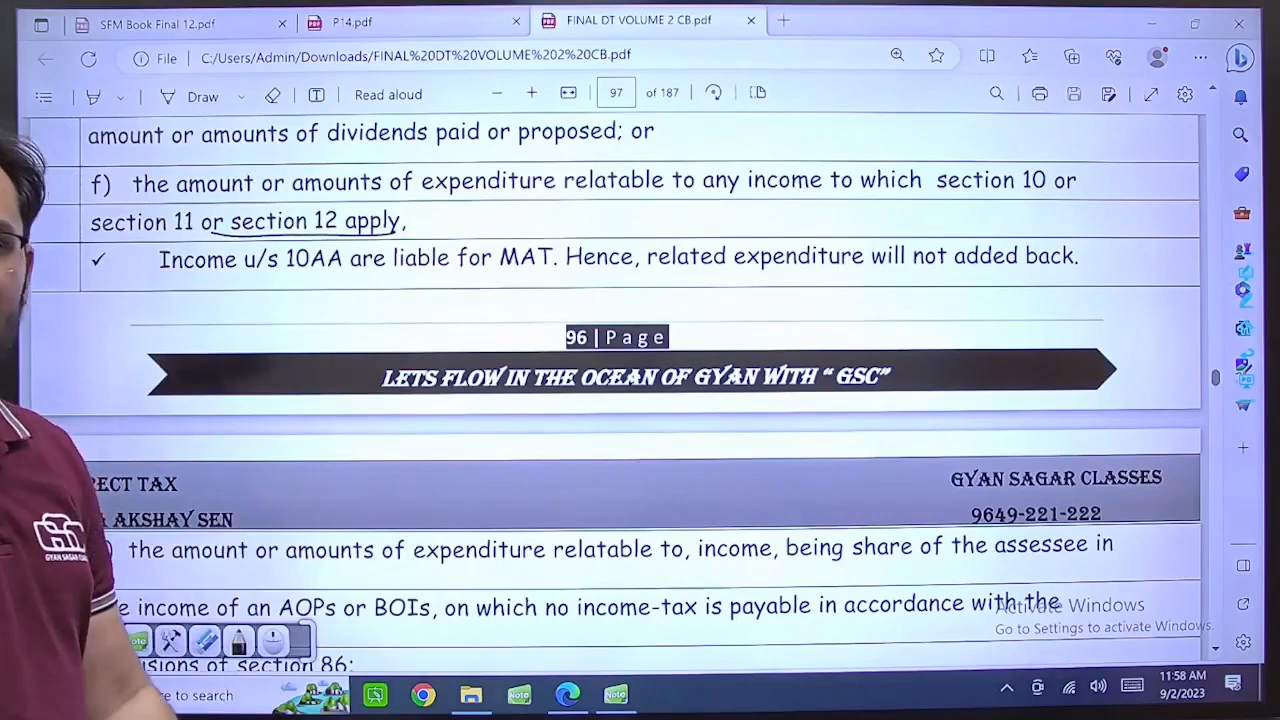 SFM Book Final 12.pdf
P14.pdf
FINAL DT VOLUME 2 CB.pdf
File
C:/Users/Admin/Downloads/FINAL%20DT%20VOLUME%202%20CB.pdf
Draw
Read aloud
97
of 187
amount or amounts of dividends paid or proposed; or
f) the amount or amounts of expenditure relatable to any income to which section 10 or
section 11 or section 12 apply,
✓ Income u/s 10AA are liable for MAT. Hence, related expenditure will not added back.
96 | Page
LETS FLOW IN THE OCEAN OF GYAN WITH “ GSC”
RECT TAX
GYAN SAGAR CLASSES
AKSHAY SEN
9649-221-222
) the amount or amounts of expenditure relatable to, income, being share of the assessee in
e income of an AOPs or BOIs, on which no income-tax is payable in accordance with the
isions of section 86;
Activate Windows
Go to Settings to activate Windows.
GYAN SAGAR
e to search
11:58 AM
9/2/2023